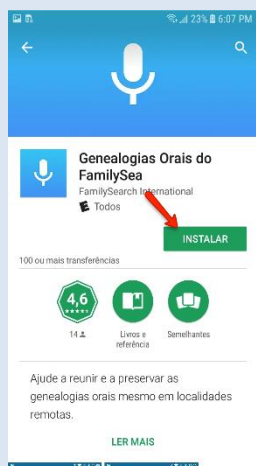 23% 6:07 PM
Genealogias Orais do
FamilySea
FamilySearch International
E Todos
INSTALAR
100 ou mais transferências
4,6
14
Livros e
referência
Semelhantes
Ajude a reunir e a preservar as
genealogias orais mesmo em localidades
remotas.
LER MAIS